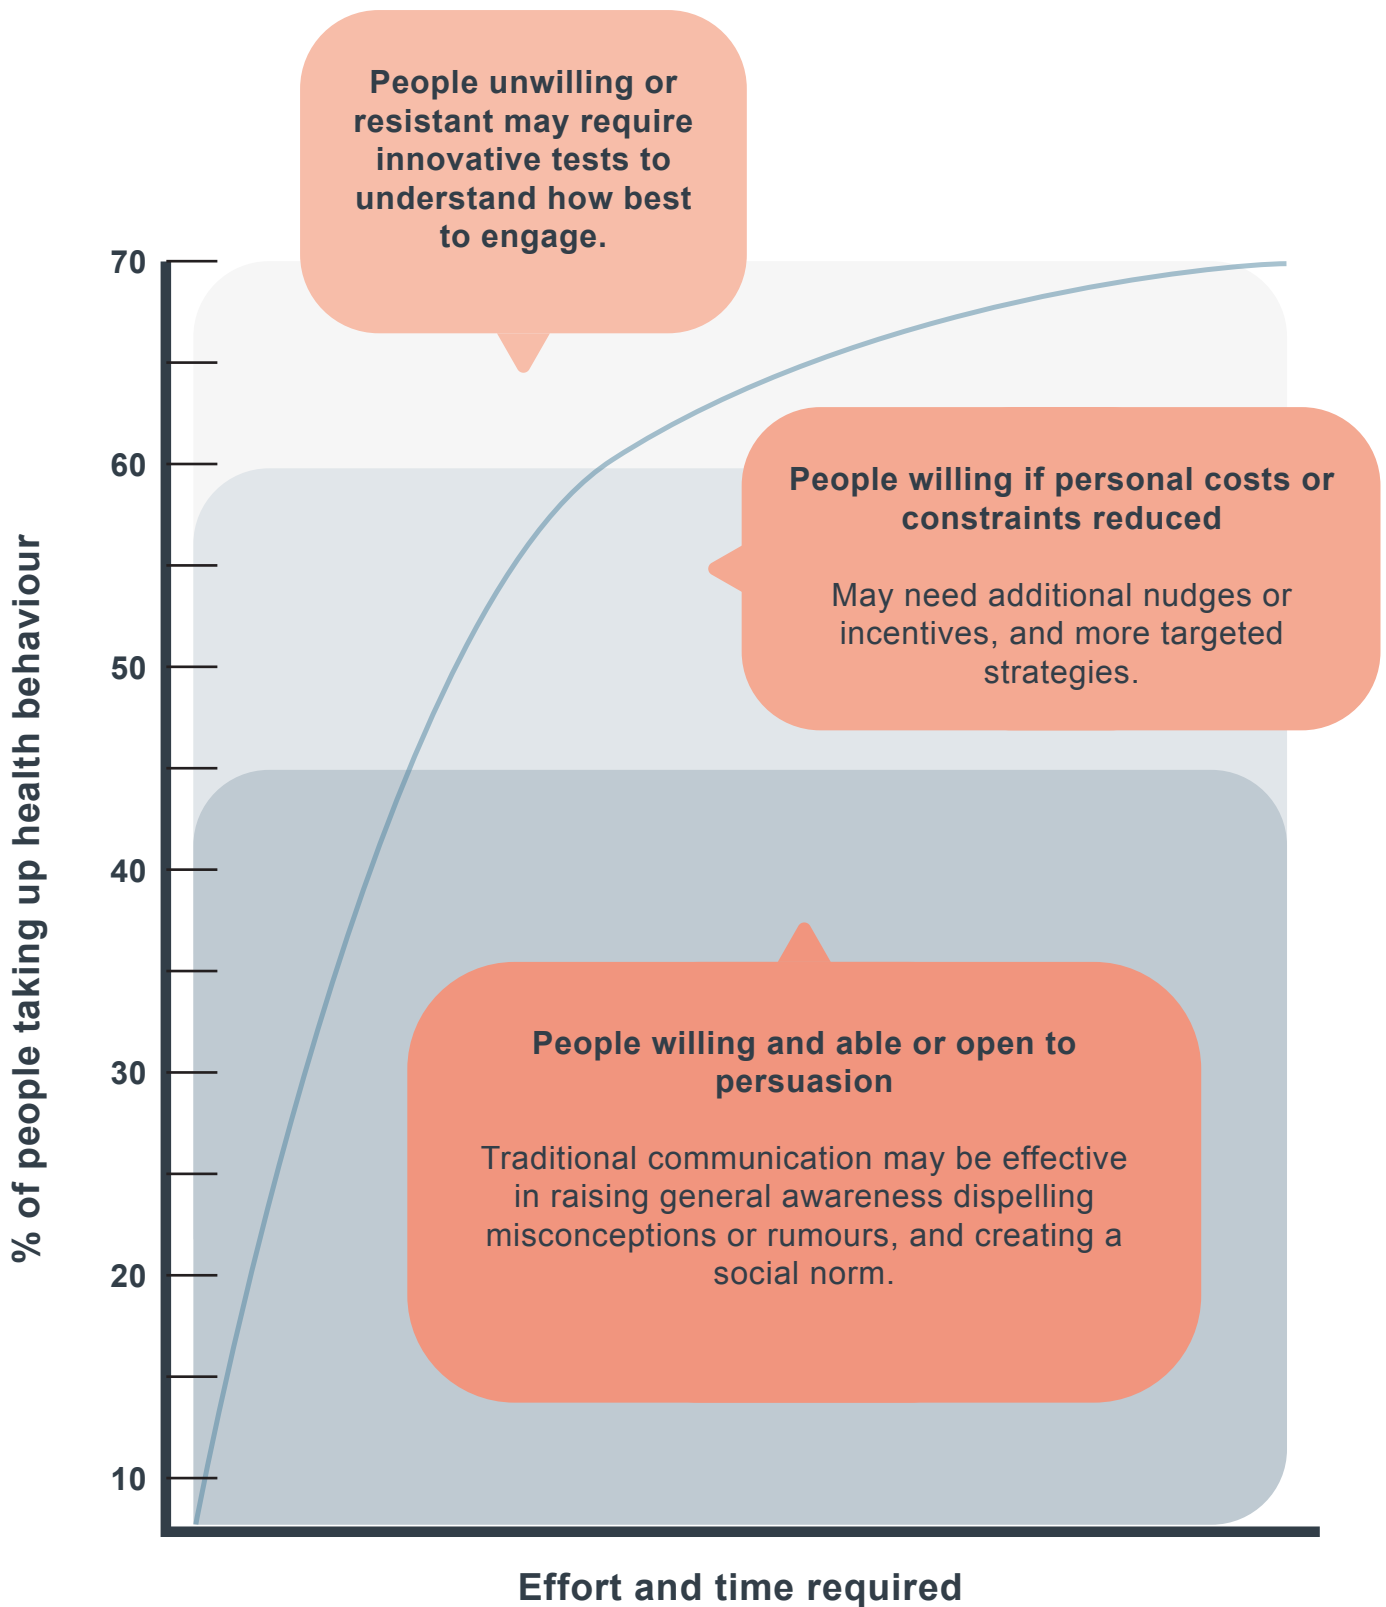 People unwilling or
resistant may require
innovative tests to
understand how best
to engage.
70
60
People willing if personal costs or
constraints reduced
May need additional nudges or
incentives, and more targeted
strategies.
50
40
30
People willing and able or open to
persuasion
Traditional communication may be effective
in raising general awareness dispelling
misconceptions or rumours, and creating a
social norm.
20
10
% of people taking up health behaviour
Effort and time required